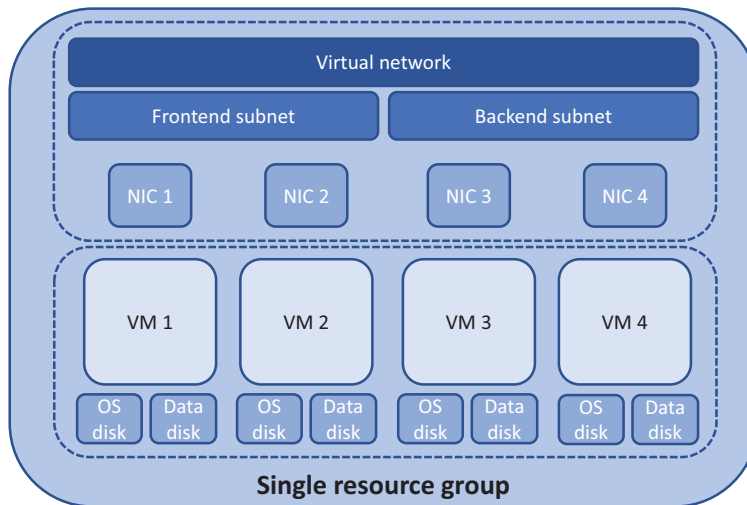 Virtual network
Frontend subnet
Backend subnet
NIC 1
NIC 2
NIC 3
NIC 4
VM 1
VM 2
VM 3
VM 4
OS
disk
Data
disk
OS
disk
Data
disk
OS
disk
Data
disk
OS
disk
Data
disk
Single resource group